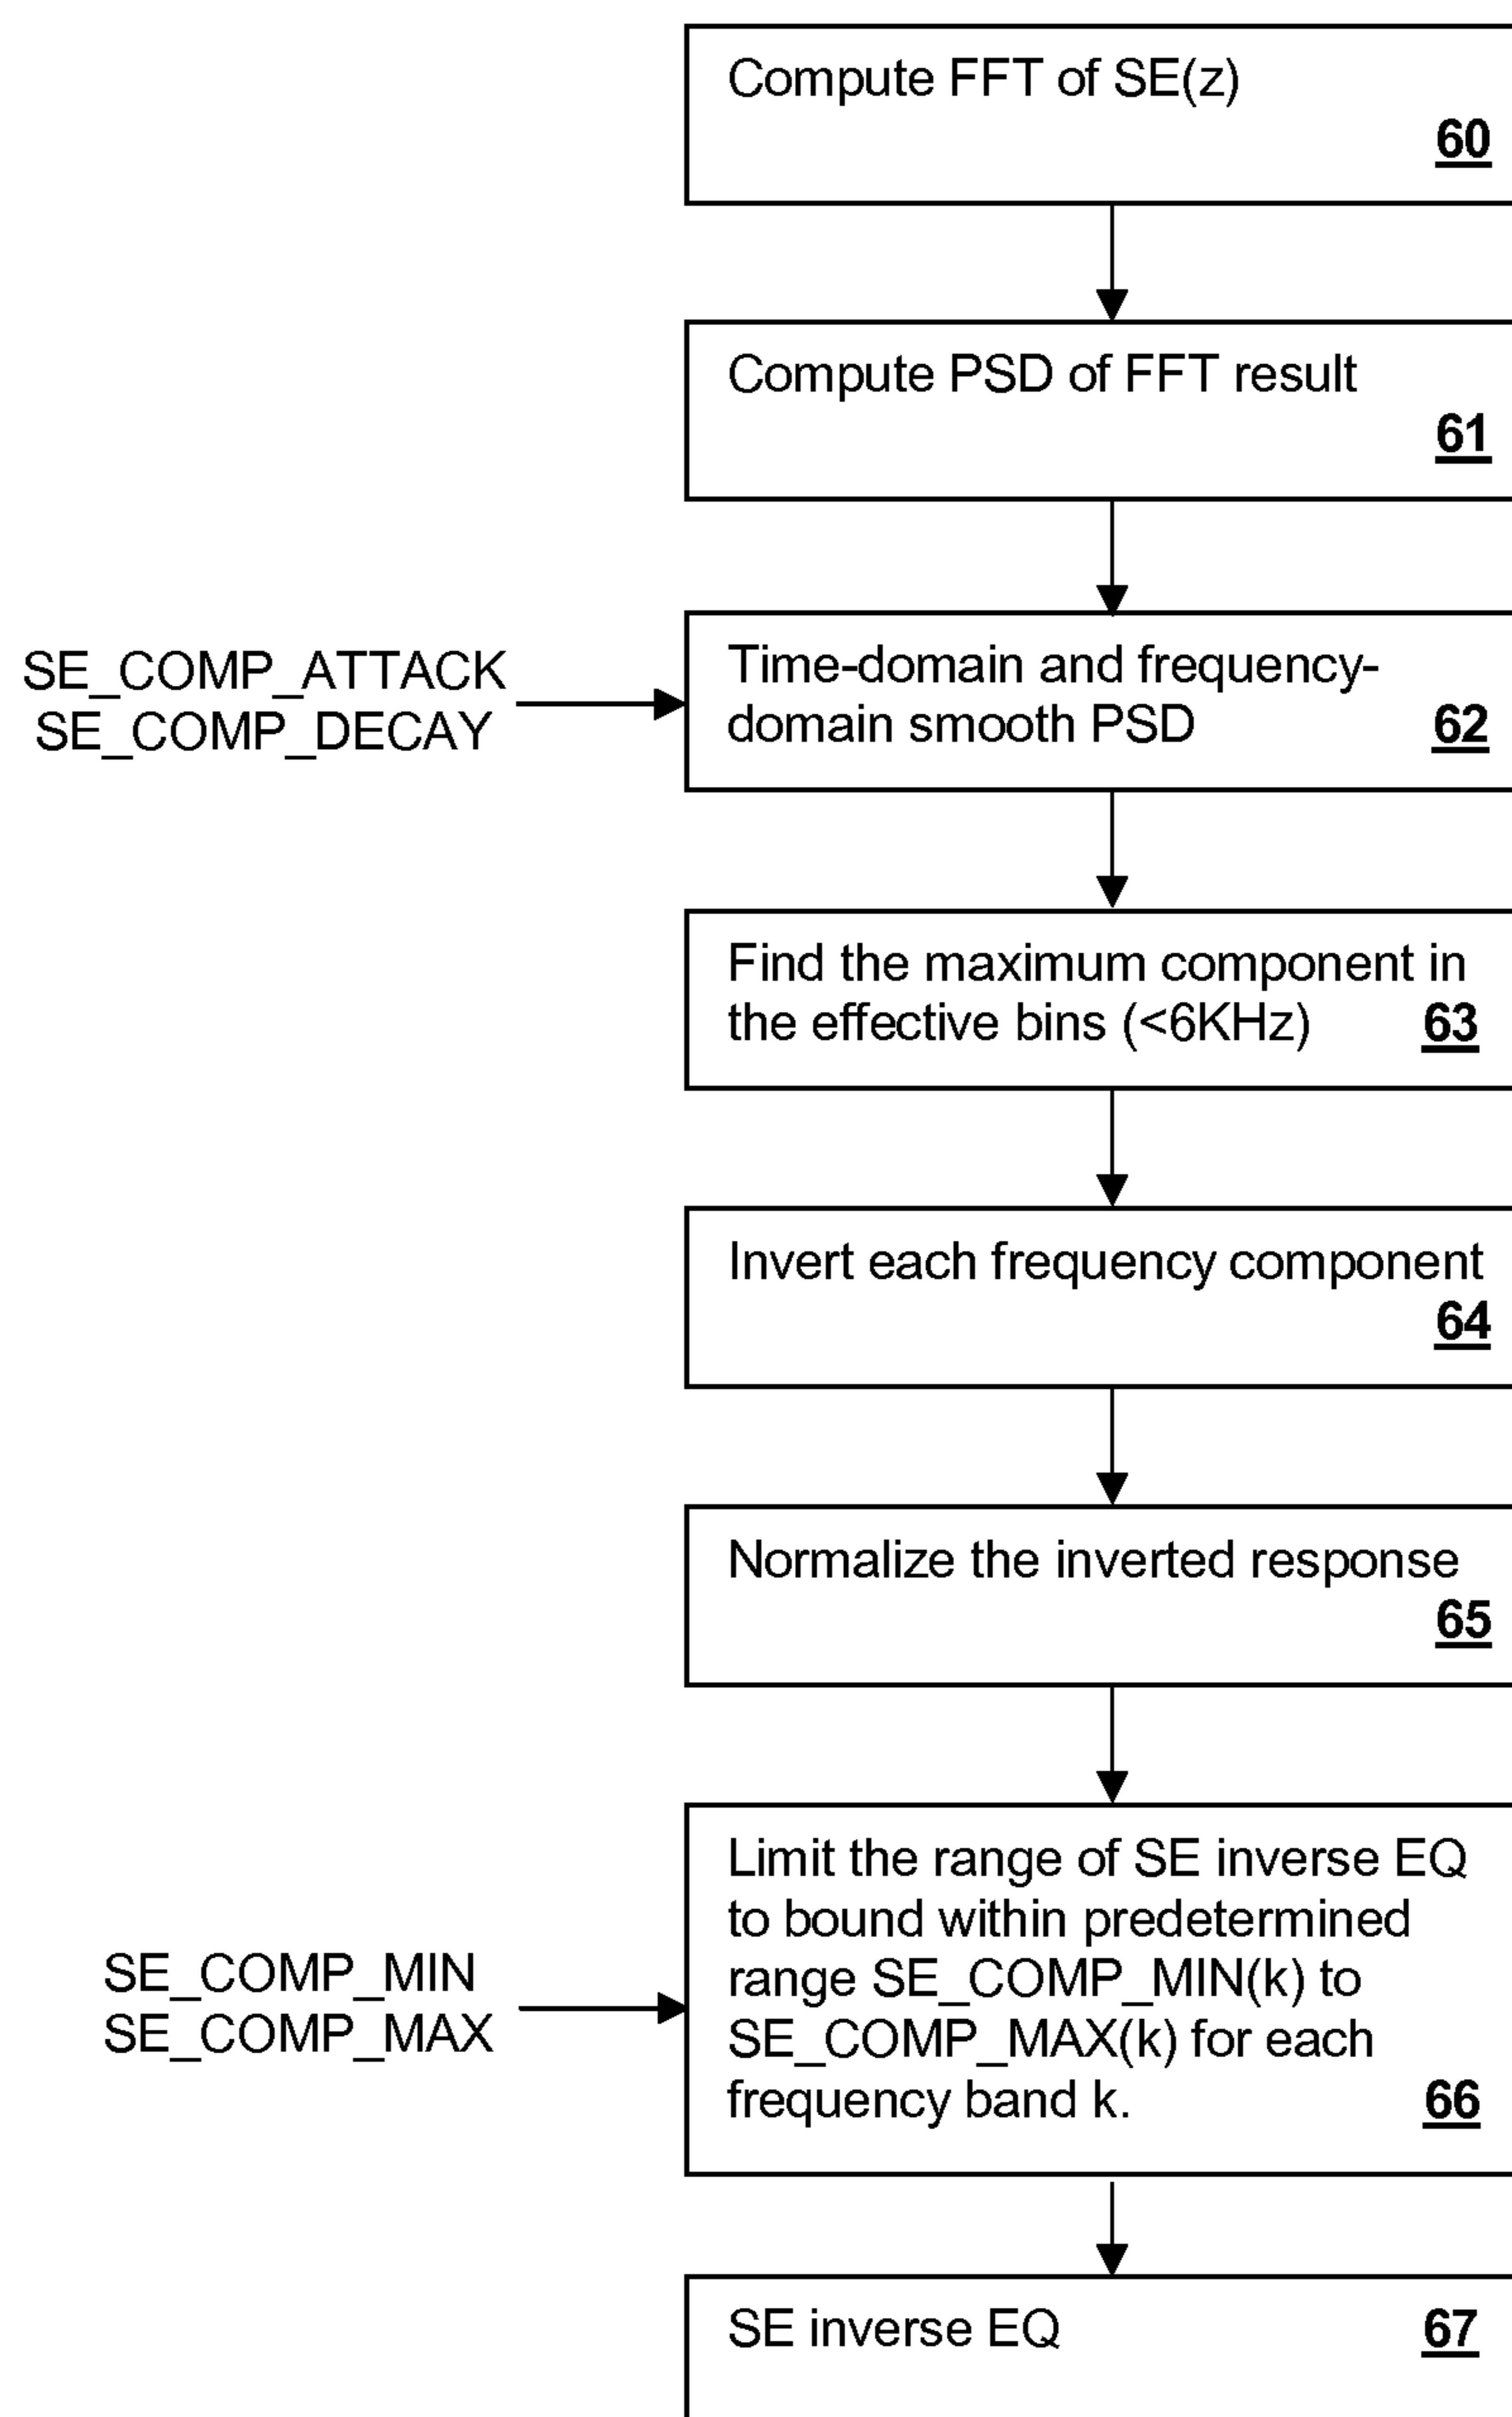 Compute FFT of SE(z)
60
Compute PSD of FFT result
61
SE_COMP_ATTACK
SE_COMP_DECAY
Time-domain and frequency-
domain smooth PSD
62
Find the maximum component in
the effective bins (<6KHz)
63
Invert each frequency component
64
Normalize the inverted response
65
SE_COMP_MIN
SE_COMP_MAX
Limit the range of SE inverse EQ
to bound within predetermined
range SE_COMP_MIN(k) to
SE_COMP_MAX(k) for each
frequency band k.
66
SE inverse EQ
67